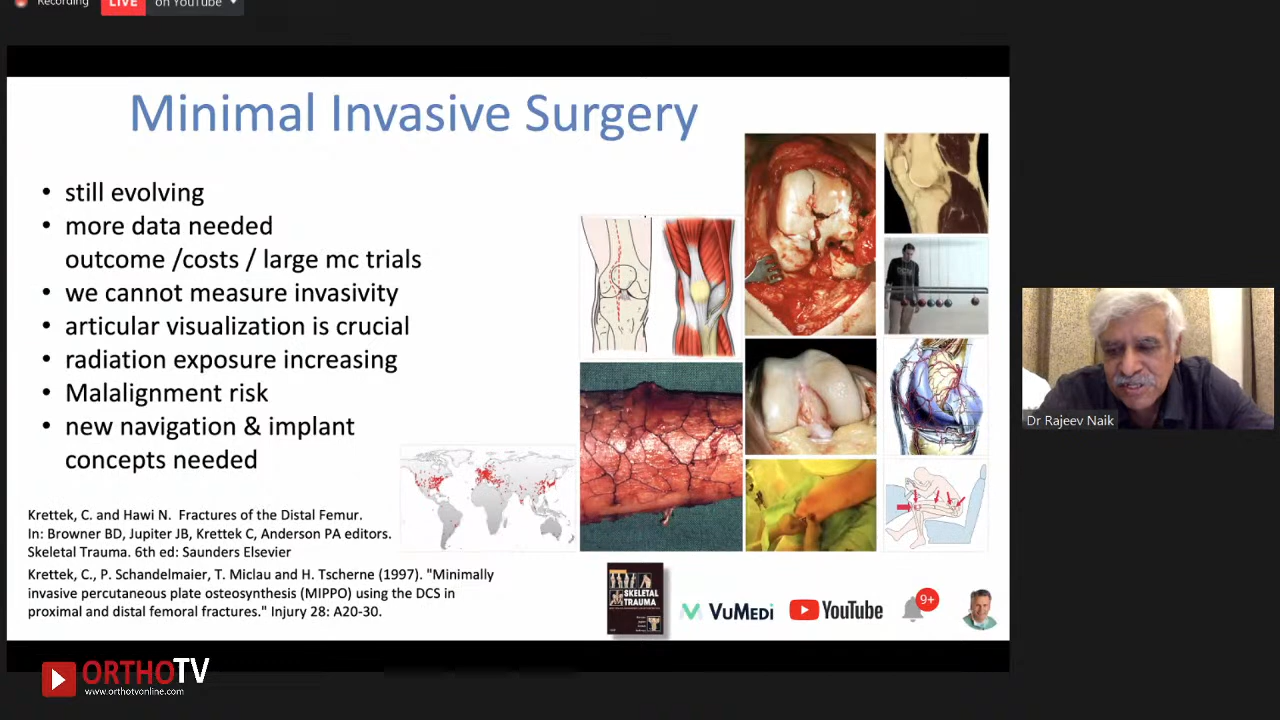 Recording
LIVE
on YouTube
Minimal Invasive Surgery
• still evolving
• more data needed
outcome /costs / large mc trials
• we cannot measure invasivity
• articular visualization is crucial
• radiation exposure increasing
• Malalignment risk
• new navigation & implant
concepts needed
Krettek, C. and Hawi N.  Fractures of the Distal Femur.
In: Browner BD, Jupiter JB, Krettek C, Anderson PA editors.
Skeletal Trauma. 6th ed: Saunders Elsevier
Krettek, C., P. Schandelmaier, T. Miclau and H. Tscherne (1997). "Minimally
invasive percutaneous plate osteosynthesis (MIPPO) using the DCS in
proximal and distal femoral fractures." Injury 28: A20-30.
SKELETAL
TRAUMA
VuMedi
YouTube
9+
Dr Rajeev Naik
ORTHOTV
www.orthotvonline.com